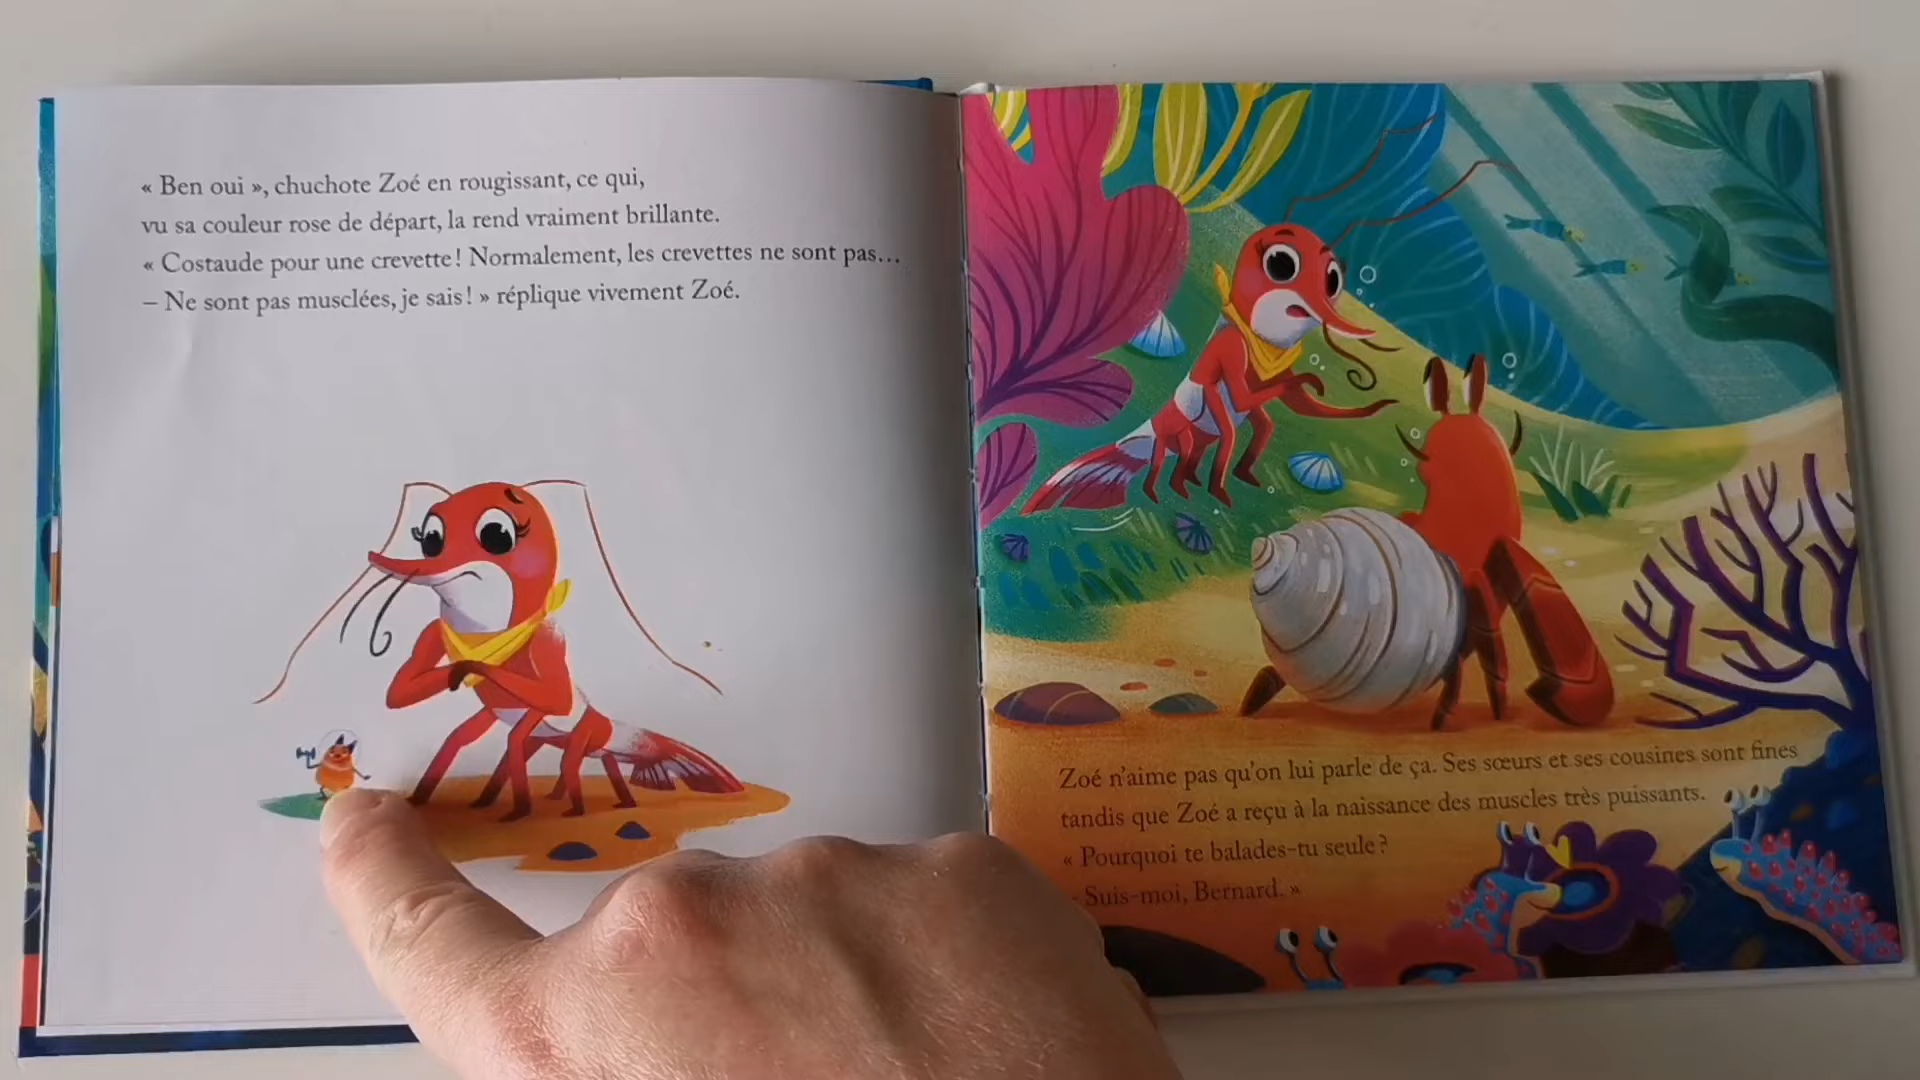 « Ben oui », chuchote Zoé en rougissant, ce qui,
vu sa couleur rose de départ, la rend vraiment brillante.
« Costaude pour une crevette ! Normalement, les crevettes ne sont pas…
– Ne sont pas musclées, je sais ! » réplique vivement Zoé.
Zoé n'aime pas qu'on lui parle de ça. Ses sœurs et ses cousines sont fines
tandis que Zoé a reçu à la naissance des muscles très puissants.
« Pourquoi te balades-tu seule ?
– Suis-moi, Bernard. »